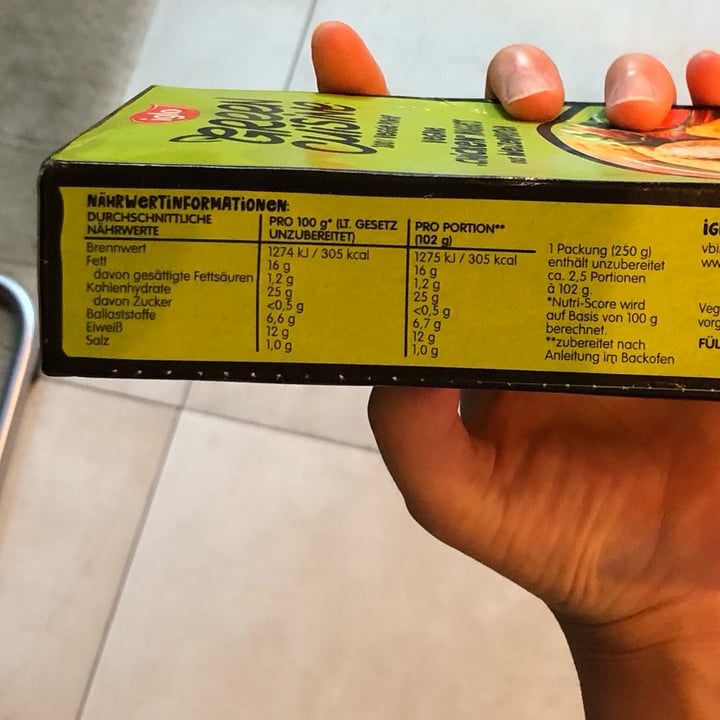 iglo
Green
Cuisine
NÄHRWERTINFORMATIONEN:
DURCHSCHNITTLICHE NÄHRWERTE
PRO 100 g* (LT. GESETZ UNZUBEREITET)
PRO PORTION** (102 g)
Brennwert 1274 kJ / 305 kcal 1275 kJ / 305 kcal
Fett 16 g 16 g
davon gesättigte Fettsäuren 1,2 g 1,2 g
Kohlenhydrate 25 g 25 g
davon Zucker <0,5 g <0,5 g
Ballaststoffe 6,6 g 6,7 g
Eiweiß 12 g 12 g
Salz 1,0 g 1,0 g
1 Packung (250 g)
enthält unzubereitet
ca. 2,5 Portionen
à 102 g.
*Nutri-Score wird
auf Basis von 100 g
berechnet.
**zubereitet nach
Anleitung im Backofen